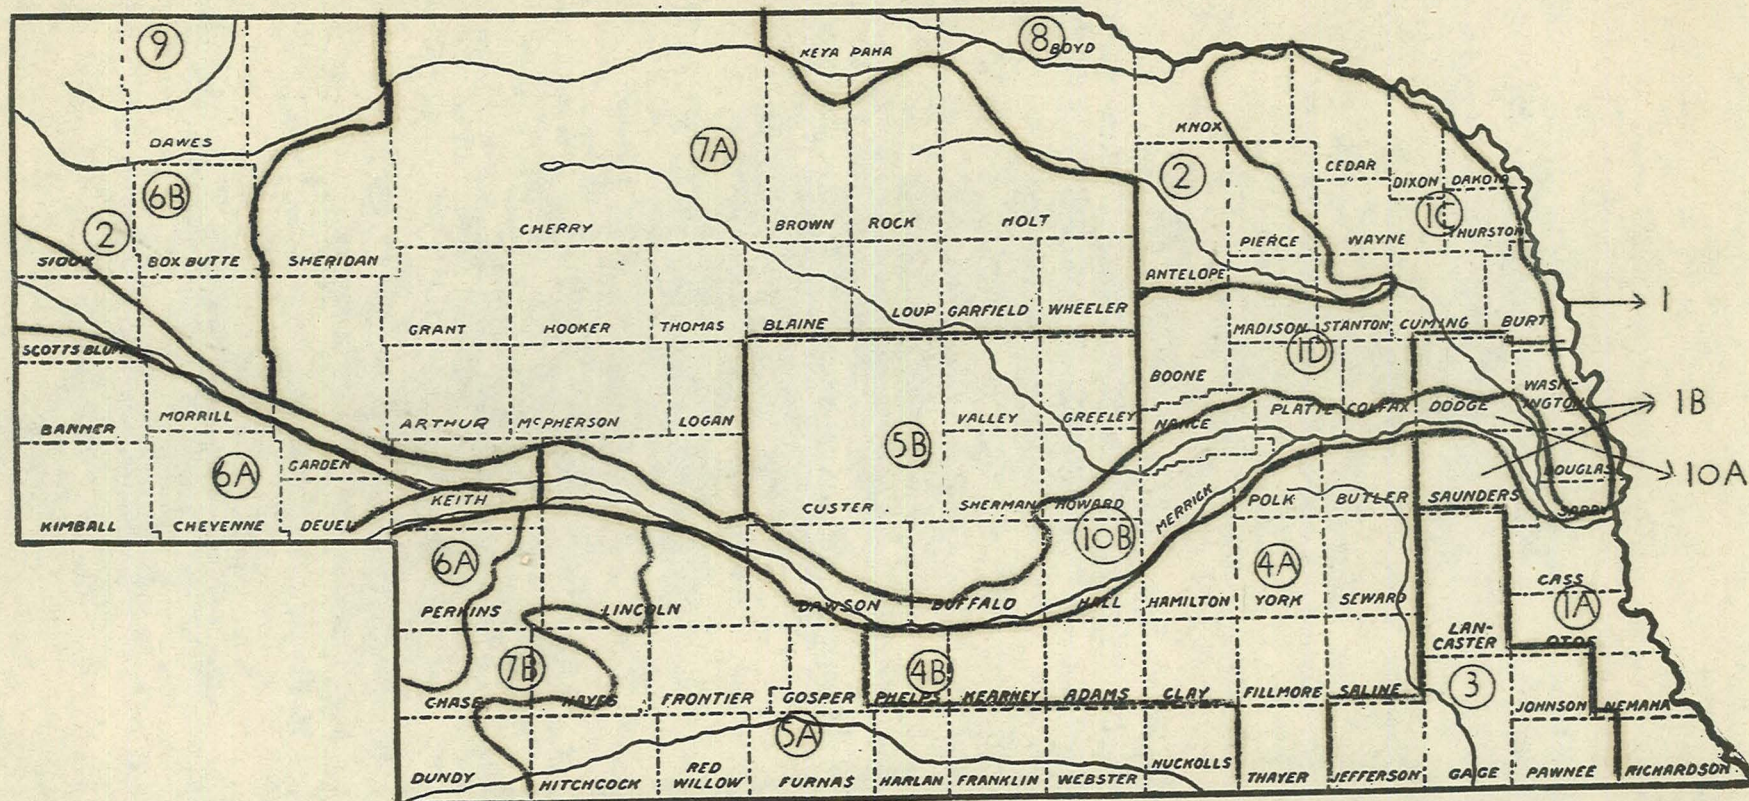 9
KEYA PAHA
8
BOYD
DAWES
7A
KNOX
2
CEDAR
DIXON
DAKOTA
6B
1C
2
CHERRY
BROWN
ROCK
HOLT
PIERCE
WAYNE
THURSTON
SIOUX
BOX BUTTE
SHERIDAN
ANTELOPE
1
GRANT
HOOKER
THOMAS
BLAINE
LOUP
GARFIELD
WHEELER
MADISON
STANTON
CUMING
BURT
SCOTTS BLUFF
1D
BOONE
WASH-
INGTON
1B
BANNER
MORRILL
ARTHUR
MCPHERSON
LOGAN
VALLEY
GREELEY
NANCE
PLATTE
COLFAX
DODGE
5B
6A
GARDEN
DOUGLAS
10A
KIMBALL
CHEYENNE
DEUEL
KEITH
CUSTER
SHERMAN
HOWARD
MERRICK
POLK
BUTLER
SAUNDERS
SARPY
10B
6A
4A
CASS
PERKINS
LINCOLN
DAWSON
BUFFALO
HALL
HAMILTON
YORK
SEWARD
1A
LAN-
CASTER
OTOE
7B
4B
3
CHASE
HAYES
FRONTIER
GOSPER
PHELPS
KEARNEY
ADAMS
CLAY
FILLMORE
SALINE
JOHNSON
NEMAHA
5A
DUNDY
HITCHCOCK
RED
WILLOW
FURNAS
HARLAN
FRANKLIN
WEBSTER
NUCKOLLS
THAYER
JEFFERSON
GAGE
PAWNEE
RICHARDSON